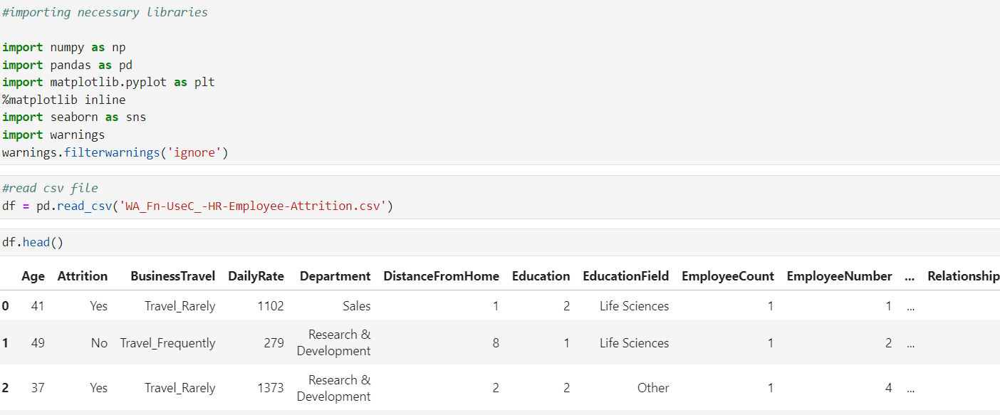 #importing necessary libraries
import numpy as np
import pandas as pd
import matplotlib.pyplot as plt
%matplotlib inline
import seaborn as sns
import warnings
warnings.filterwarnings('ignore')
#read csv file
df = pd.read_csv('WA_Fn-UseC_-HR-Employee-Attrition.csv')
df.head()
Age Attrition BusinessTravel DailyRate Department DistanceFromHome Education EducationField EmployeeCount EmployeeNumber ... Relationship
0 41 Yes Travel_Rarely 1102 Sales 1 2 Life Sciences 1 1 ...
1 49 No Travel_Frequently 279 Research & Development 8 1 Life Sciences 1 2 ...
2 37 Yes Travel_Rarely 1373 Research & Development 2 2 Other 1 4 ...